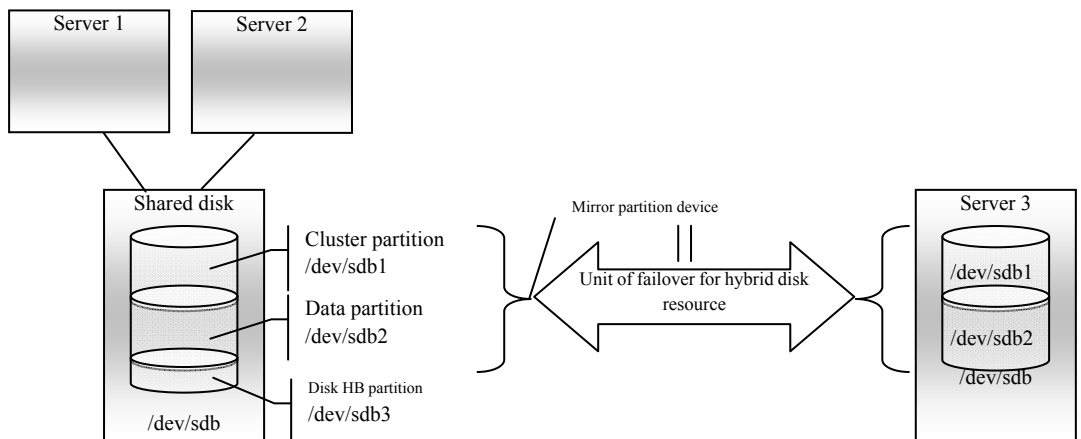 Server 1
Server 2
Shared disk
Cluster partition
/dev/sdb1
Data partition
/dev/sdb2
Disk HB partition
/dev/sdb3
/dev/sdb
Mirror partition device
Unit of failover for hybrid disk
resource
Server 3
/dev/sdb1
/dev/sdb2
/dev/sdb